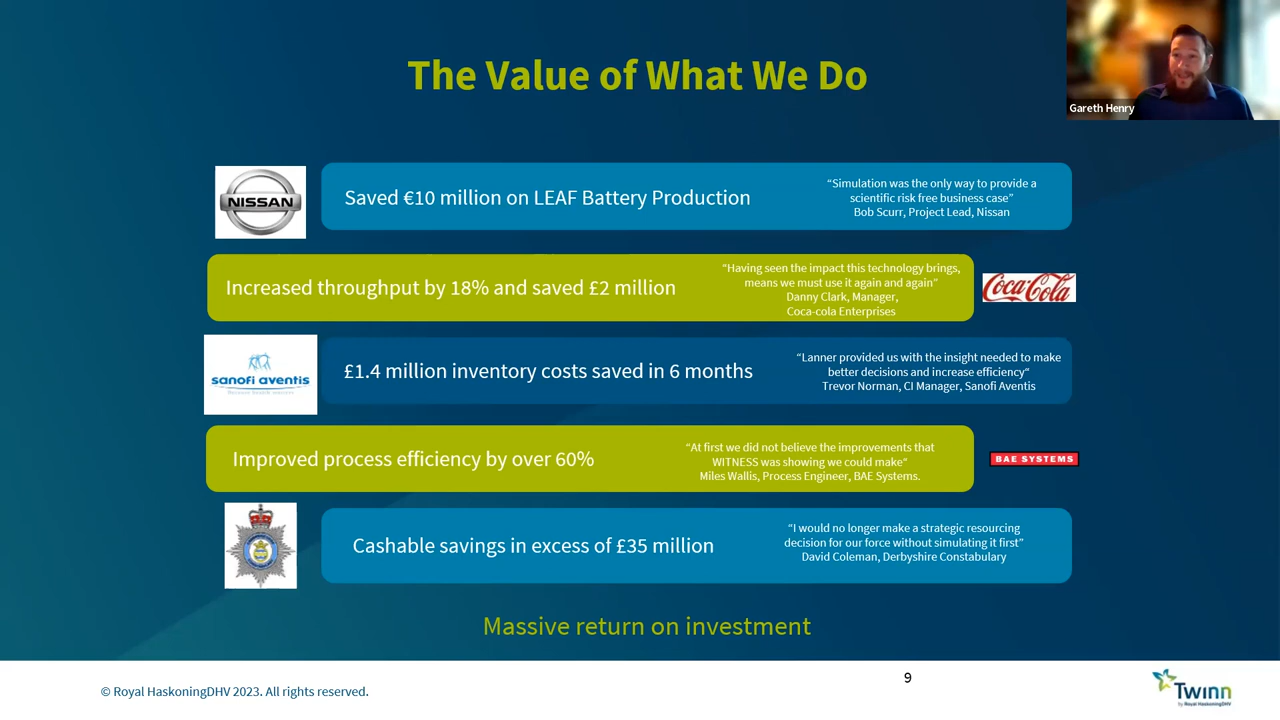 The Value of What We Do
Gareth Henry
NISSAN
Saved €10 million on LEAF Battery Production
“Simulation was the only way to provide a
scientific risk free business case”
Bob Scurr, Project Lead, Nissan
Increased throughput by 18% and saved £2 million
“Having seen the impact this technology brings,
means we must use it again and again”
Danny Clark, Manager,
Coca-cola Enterprises
Coca-Cola
sanofi aventis
Because health matters
£1.4 million inventory costs saved in 6 months
“Lanner provided us with the insight needed to make
better decisions and increase efficiency“
Trevor Norman, CI Manager, Sanofi Aventis
Improved process efficiency by over 60%
“At first we did not believe the improvements that
WITNESS was showing we could make“
Miles Wallis, Process Engineer, BAE Systems.
BAE SYSTEMS
Cashable savings in excess of £35 million
“I would no longer make a strategic resourcing
decision for our force without simulating it first”
David Coleman, Derbyshire Constabulary
Massive return on investment
© Royal HaskoningDHV 2023. All rights reserved.
9
Twinn
by Royal HaskoningDHV